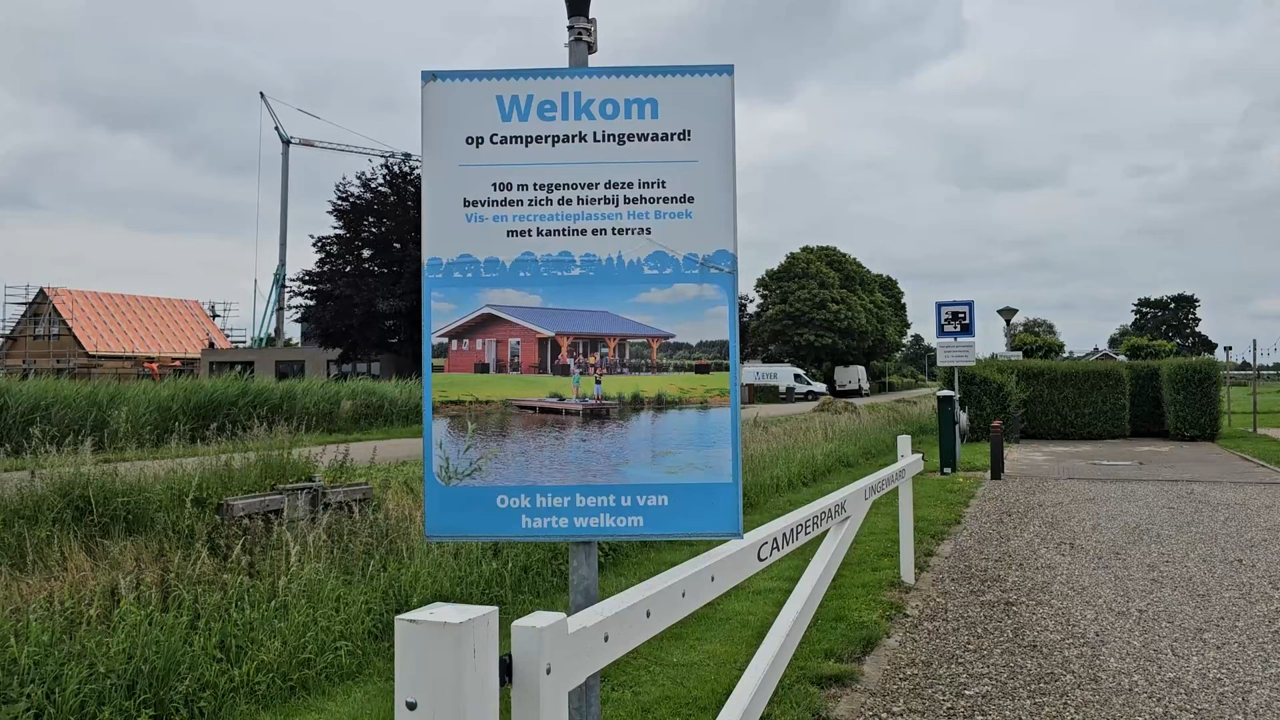 Welkom
op Camperpark Lingewaard!
100 m tegenover deze inrit
bevinden zich de hierbij behorende
Vis- en recreatieplassen Het Broek
met kantine en terras
Ook hier bent u van
harte welkom
CAMPERPARK LINGEWAARD